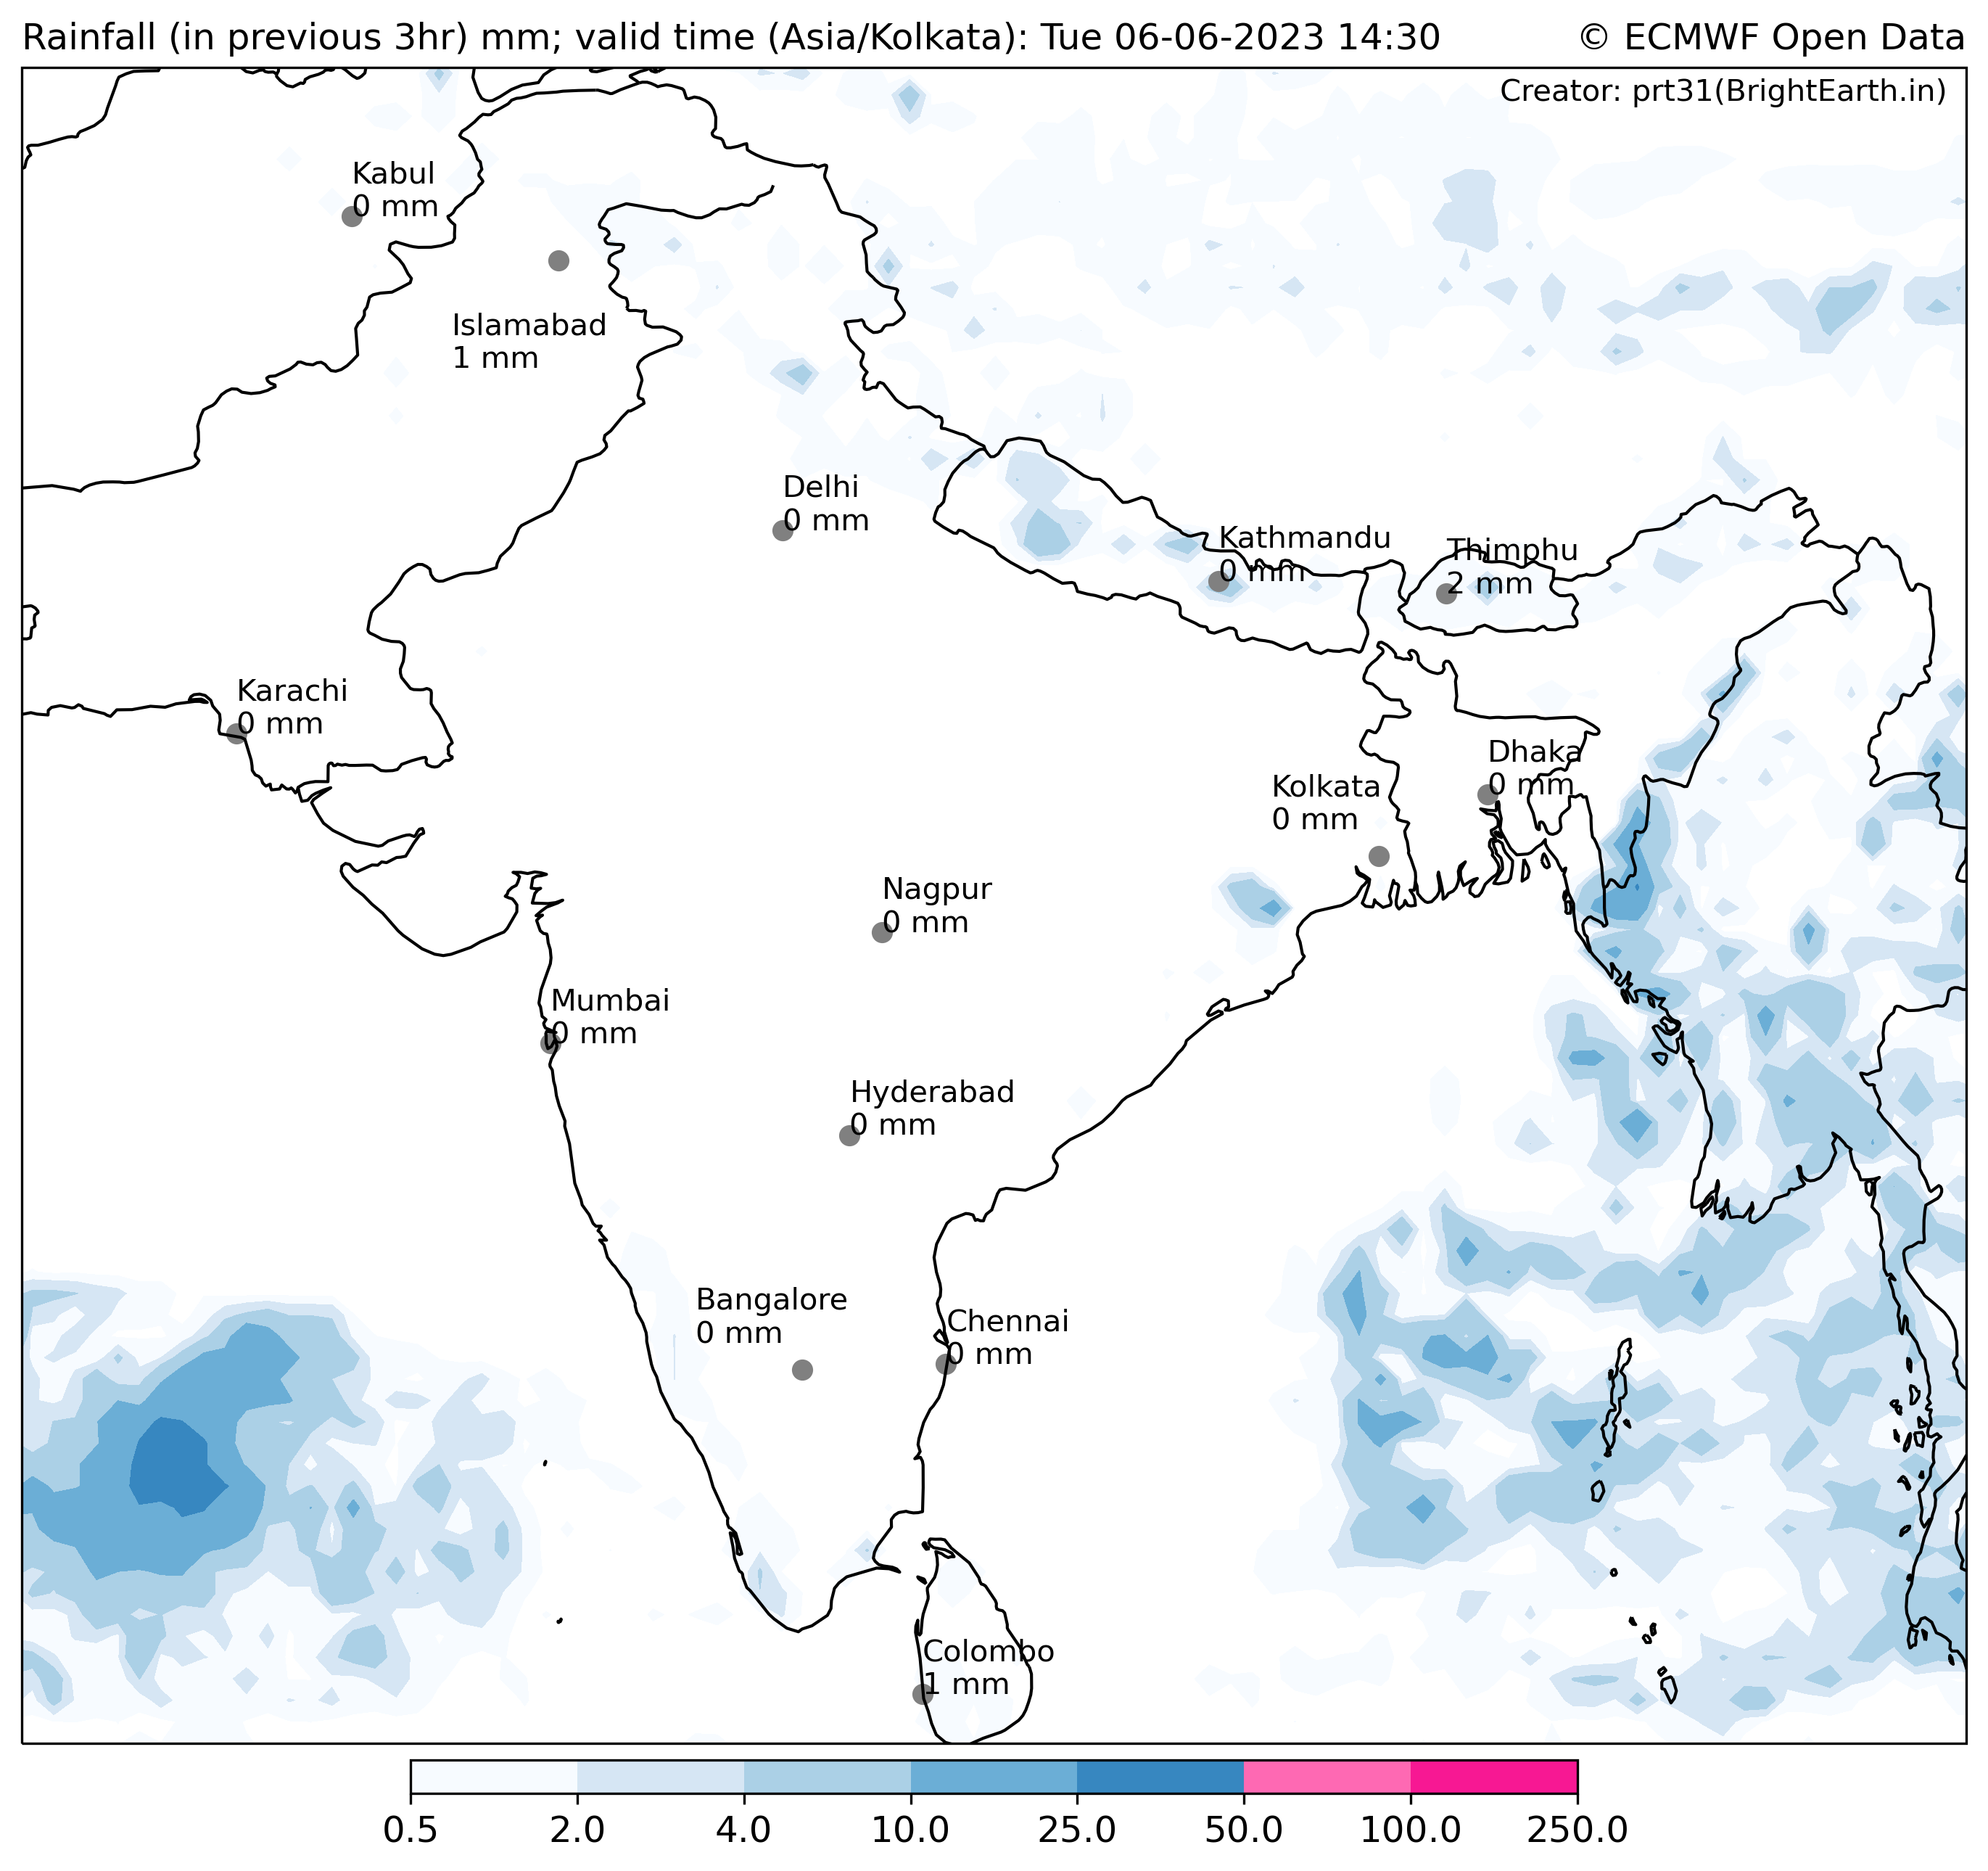 Rainfall (in previous 3hr) mm; valid time (Asia/Kolkata): Tue 06-06-2023 14:30
© ECMWF Open Data
Creator: prt31(BrightEarth.in)
Kabul
0 mm
Islamabad
1 mm
Delhi
0 mm
Kathmandu
0 mm
Thimphu
2 mm
Karachi
0 mm
Dhaka
0 mm
Kolkata
0 mm
Nagpur
0 mm
Mumbai
0 mm
Hyderabad
0 mm
Bangalore
0 mm
Chennai
0 mm
Colombo
1 mm
0.5
2.0
4.0
10.0
25.0
50.0
100.0
250.0